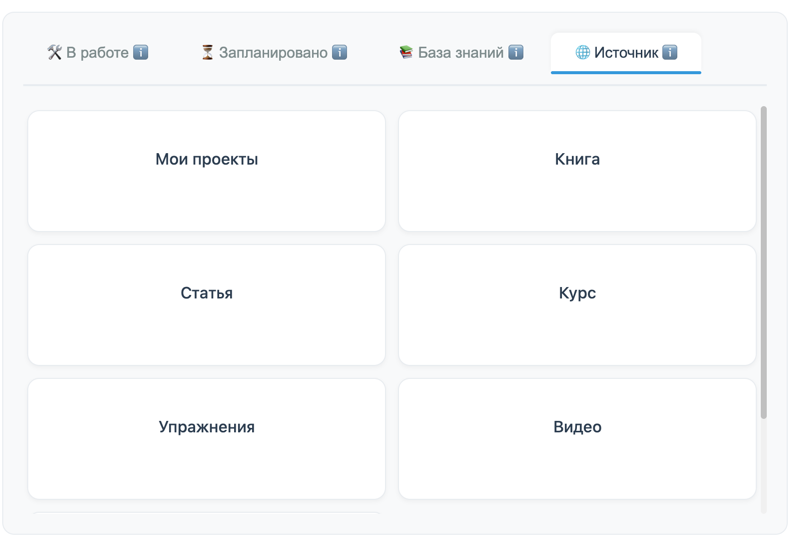 🛠 В работе ℹ️ ⏳ Запланировано ℹ️ 📚 База знаний ℹ️ 🌐 Источник ℹ️
Мои проекты Книга
Статья Курс
Упражнения Видео